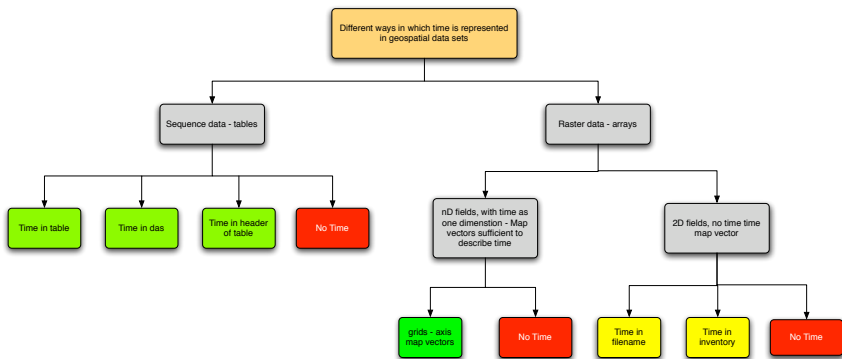 Different ways in which time is represented
in geospatial data sets
Sequence data - tables
Raster data - arrays
Time in table
Time in das
Time in header
of table
No Time
nD fields, with time as
one dimenstion - Map
vectors sufficient to
describe time
2D fields, no time time
map vector
grids - axis
map vectors
No Time
Time in
filename
Time in
inventory
No Time